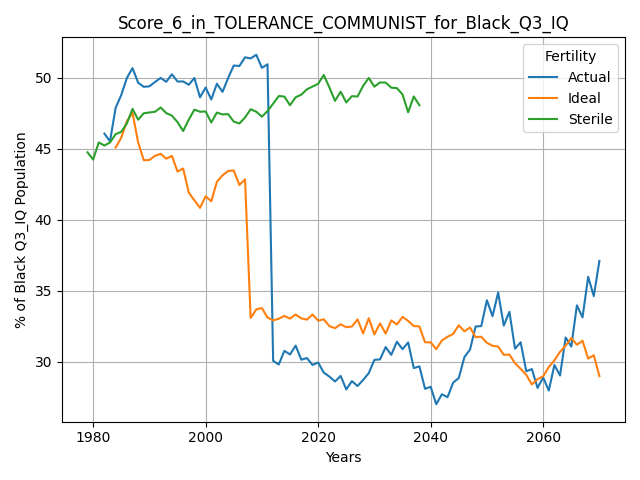 Score_6_in_TOLERANCE_COMMUNIST_for_Black_Q3_IQ
Fertility
Actual
Ideal
Sterile
% of Black Q3_IQ Population
50
45
40
35
30
1980
2000
2020
2040
2060
Years